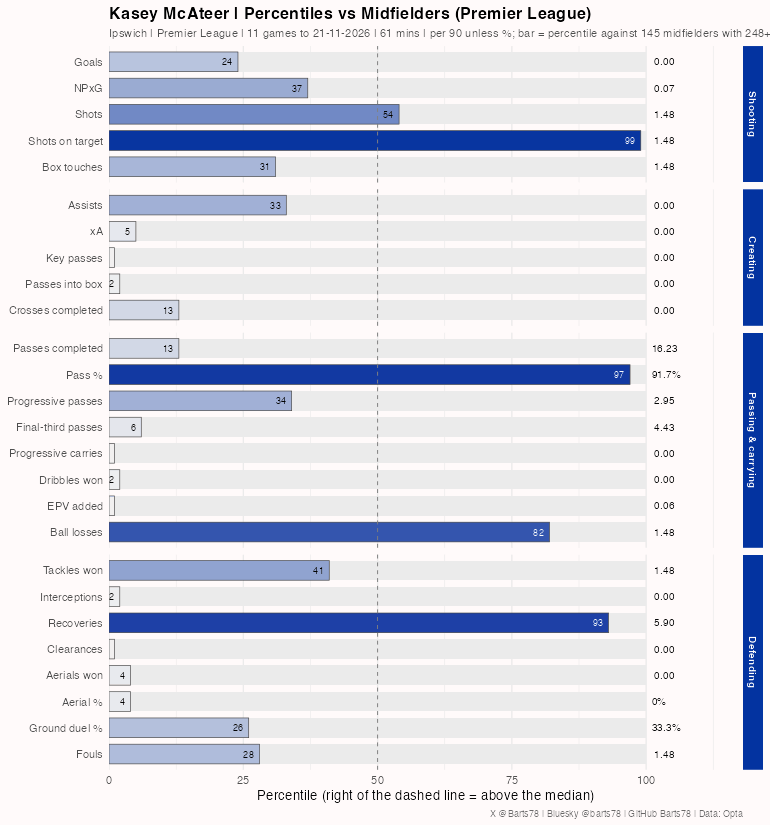 Kasey McAteer | Percentiles vs Midfielders (Premier League)
Ipswich | Premier League | 11 games to 21-11-2026 | 61 mins | per 90 unless %; bar = percentile against 145 midfielders with 248+
Goals 24 0.00
NPxG 37 0.07
Shots 54 1.48
Shots on target 99 1.48
Box touches 31 1.48
Shooting
Assists 33 0.00
xA 5 0.00
Key passes 0.00
Passes into box 2 0.00
Crosses completed 13 0.00
Creating
Passes completed 13 16.23
Pass % 97 91.7%
Progressive passes 34 2.95
Final-third passes 6 4.43
Progressive carries 0.00
Dribbles won 2 0.00
EPV added 0.06
Ball losses 82 1.48
Passing & carrying
Tackles won 41 1.48
Interceptions 2 0.00
Recoveries 93 5.90
Clearances 0.00
Aerials won 4 0.00
Aerial % 4 0%
Ground duel % 26 33.3%
Fouls 28 1.48
Defending
0 25 50 75 100
Percentile (right of the dashed line = above the median)
X @Barts78 | Bluesky @barts78 | GitHub Barts78 | Data: Opta